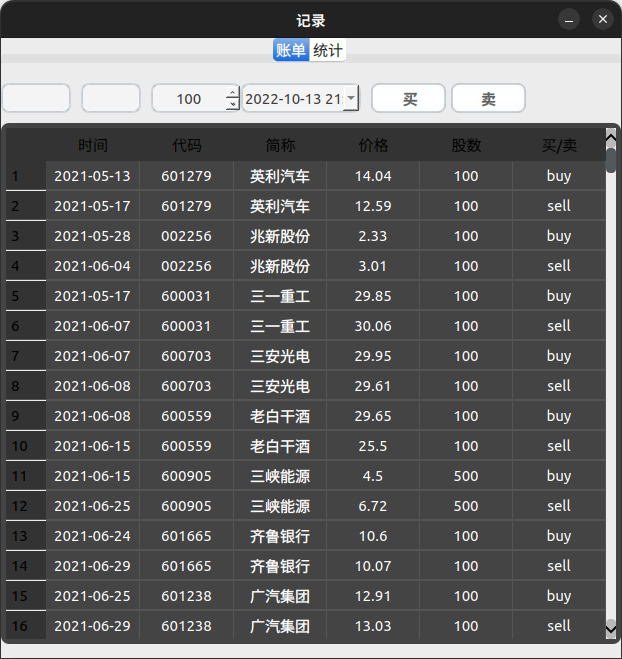 记录
账单 统计
100 2022-10-13 21: 买 卖
时间 代码 简称 价格 股数 买/卖
1 2021-05-13 601279 英利汽车 14.04 100 buy
2 2021-05-17 601279 英利汽车 12.59 100 sell
3 2021-05-28 002256 兆新股份 2.33 100 buy
4 2021-06-04 002256 兆新股份 3.01 100 sell
5 2021-05-17 600031 三一重工 29.85 100 buy
6 2021-06-07 600031 三一重工 30.06 100 sell
7 2021-06-07 600703 三安光电 29.95 100 buy
8 2021-06-08 600703 三安光电 29.61 100 sell
9 2021-06-08 600559 老白干酒 29.65 100 buy
10 2021-06-15 600559 老白干酒 25.5 100 sell
11 2021-06-15 600905 三峡能源 4.5 500 buy
12 2021-06-25 600905 三峡能源 6.72 500 sell
13 2021-06-24 601665 齐鲁银行 10.6 100 buy
14 2021-06-29 601665 齐鲁银行 10.07 100 sell
15 2021-06-25 601238 广汽集团 12.91 100 buy
16 2021-06-29 601238 广汽集团 13.03 100 sell